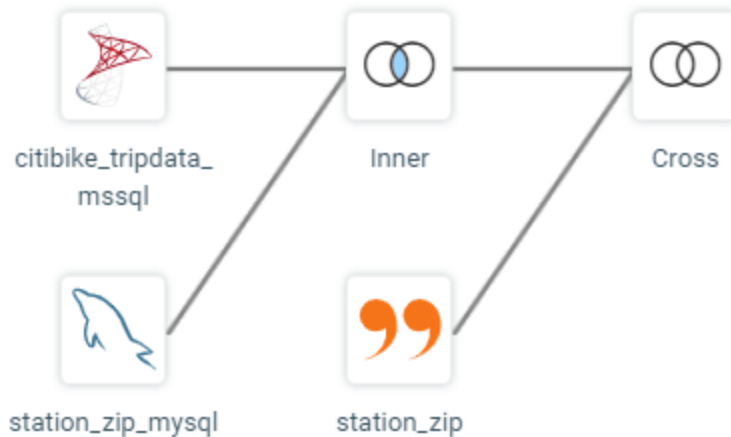 citibike_tripdata_
mssql
Inner
Cross
station_zip_mysql
station_zip